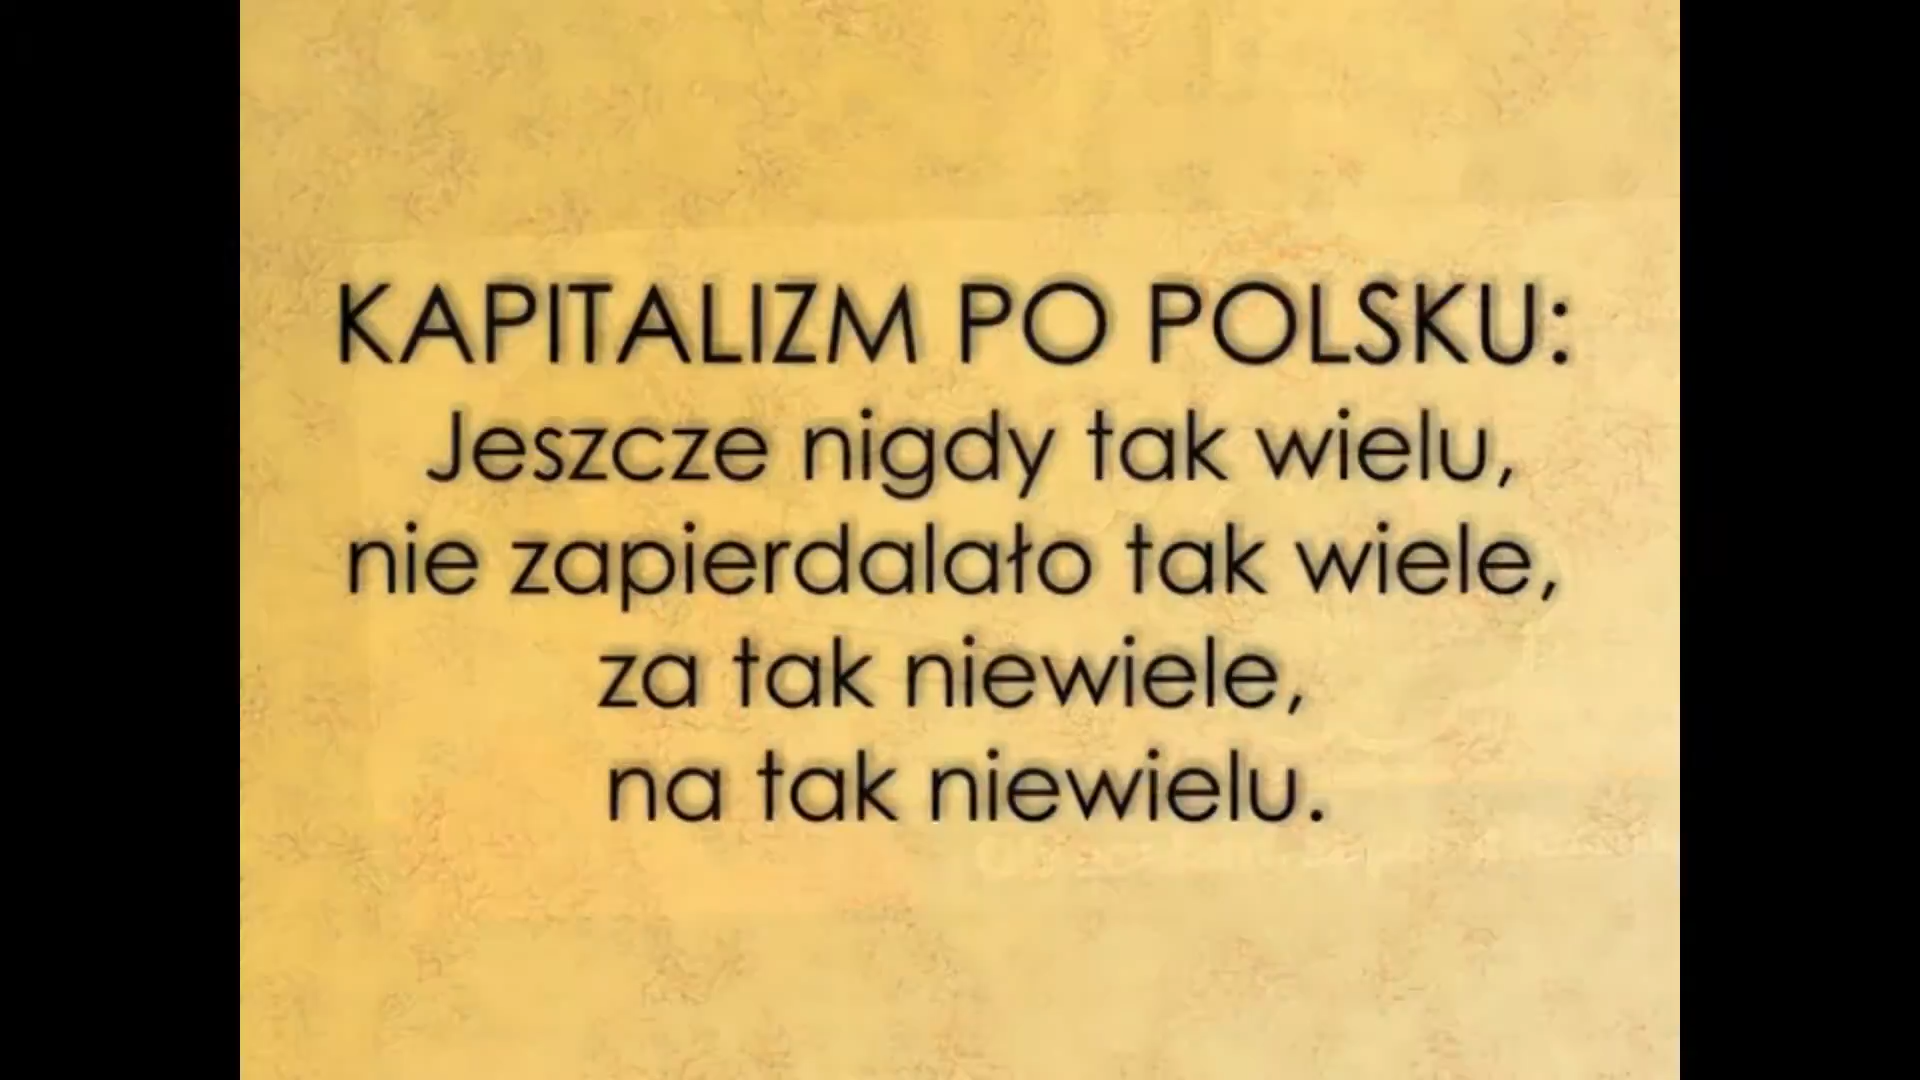 KAPITALIZM PO POLSKU:
Jeszcze nigdy tak wielu,
nie zapierdalało tak wiele,
za tak niewiele,
na tak niewielu.